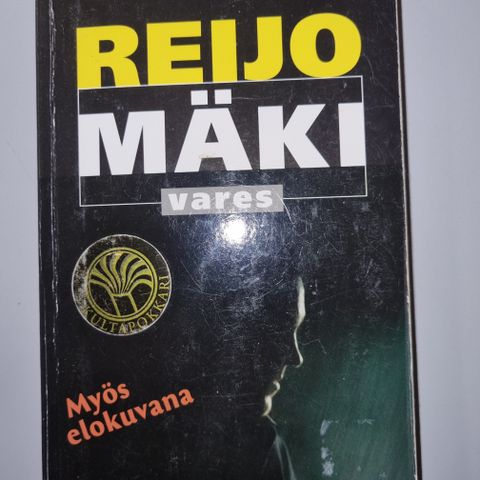 REIJO
MÄKI
vares
KULTAPOKKARI
Myös
elokuvana